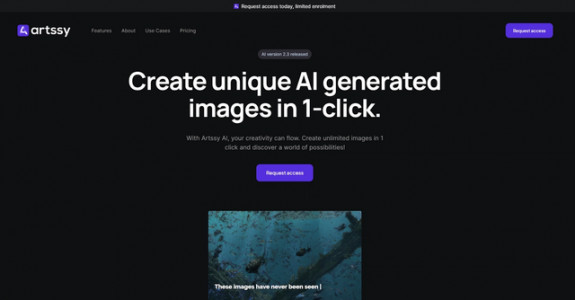 Request access today, limited enrolment
artssy
Features About Use Cases Pricing
Request access
AI version 2.3 released
Create unique AI generated
images in 1-click.
With Artssy AI, your creativity can flow. Create unlimited images in 1
click and discover a world of possibilities!
Request access
These images have never been seen |